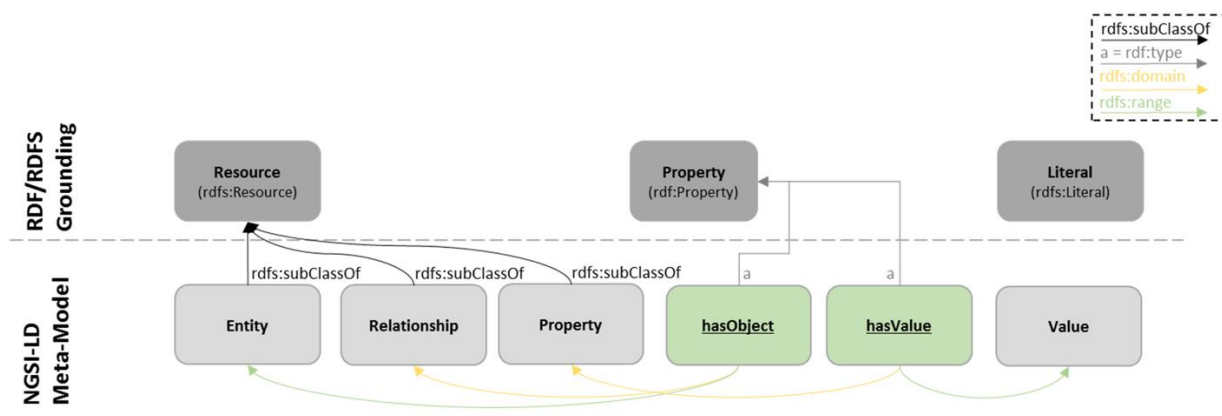 rdfs:subClassOf
a = rdf:type
rdfs:domain
rdfs:range
RDF/RDFS
Grounding
Resource
(rdfs:Resource)
Property
(rdf:Property)
Literal
(rdfs:Literal)
rdfs:subClassOf
rdfs:subClassOf
rdfs:subClassOf
a
a
NGSI-LD
Meta-Model
Entity
Relationship
Property
hasObject
hasValue
Value